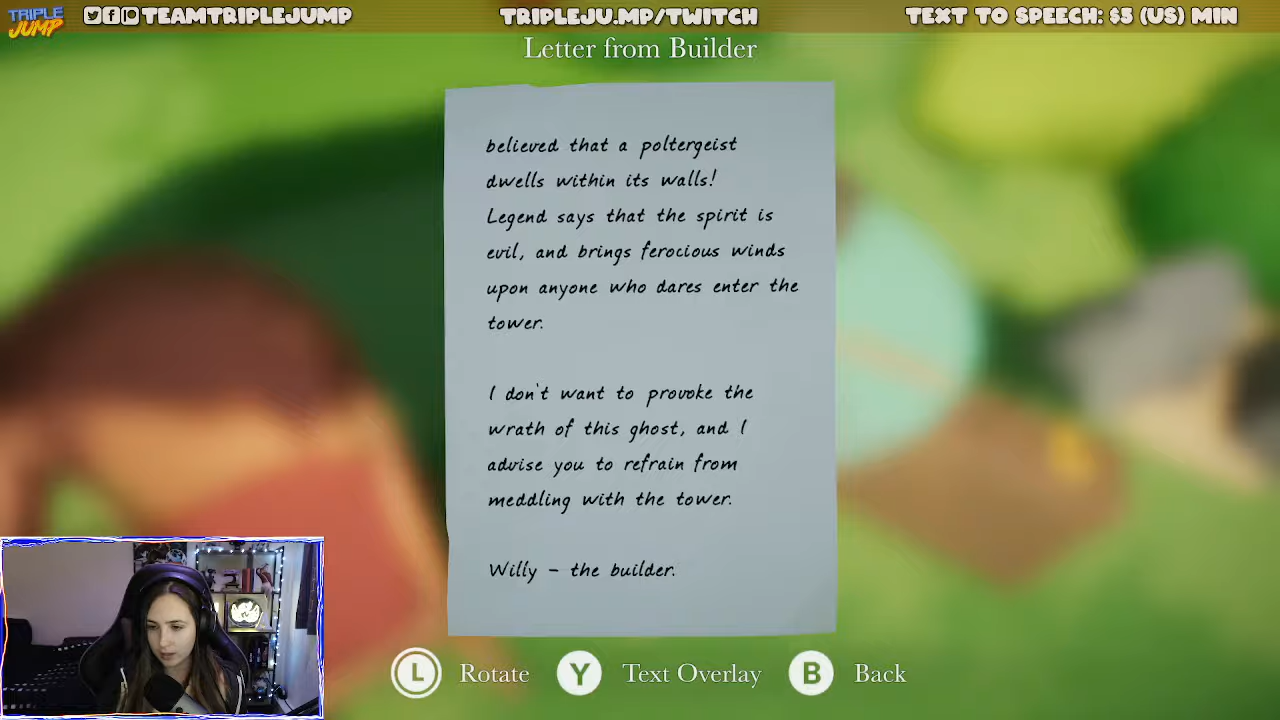 TRIPLE
JUMP
TEAMTRIPLEJUMP
TRIPLEJU.MP/TWITCH
TEXT TO SPEECH: $5 (US) MIN
Letter from Builder
believed that a poltergeist
dwells within its walls!
Legend says that the spirit is
evil, and brings ferocious winds
upon anyone who dares enter the
tower.
I don't want to provoke the
wrath of this ghost, and I
advise you to refrain from
meddling with the tower.
Willy - the builder.
L Rotate Y Text Overlay B Back